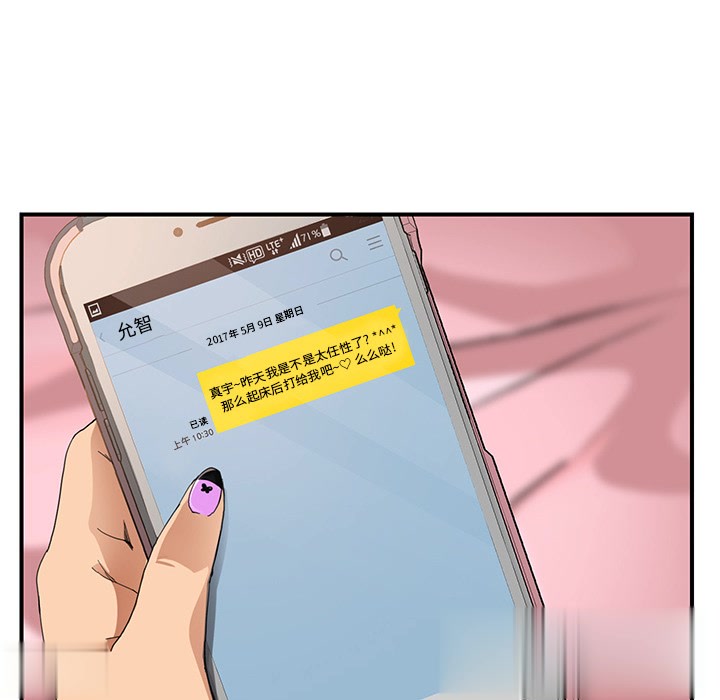 HD LTE+ 71%
允智
2017年 5月 9日 星期日
真宇~昨天我是不是太任性了? *^^*
那么起床后打给我吧~♡ 么么哒!
已读
上午 10:30